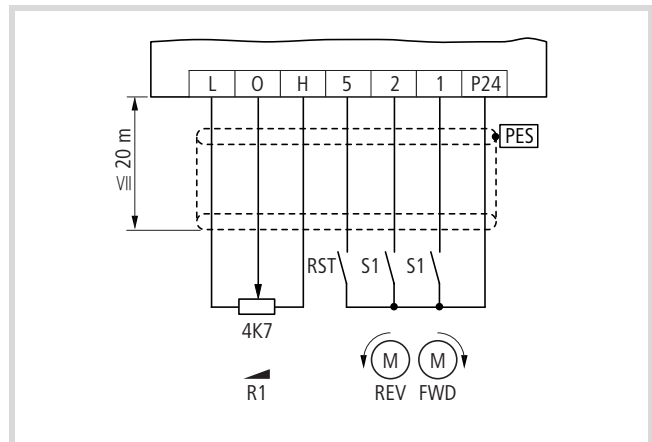 L O H 5 2 1 P24
PES
≦ 20 m
RST S1 S1
4K7
M M
R1 REV FWD